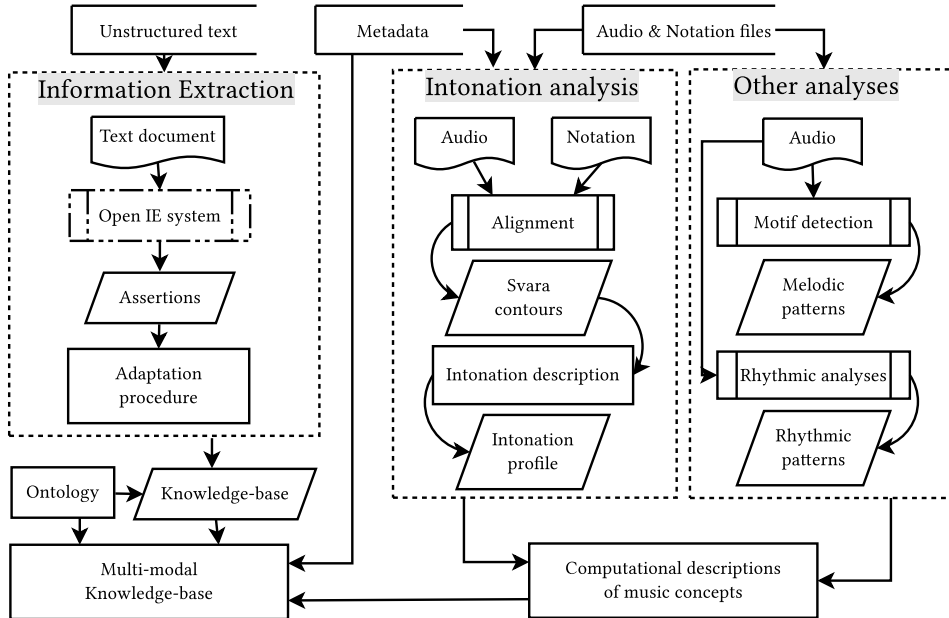 Unstructured text
Metadata
Audio & Notation files
Information Extraction
Text document
Open IE system
Assertions
Adaptation
procedure
Intonation analysis
Audio
Notation
Alignment
Svara
contours
Intonation description
Intonation
profile
Other analyses
Audio
Motif detection
Melodic
patterns
Rhythmic analyses
Rhythmic
patterns
Ontology
Knowledge-base
Multi-modal
Knowledge-base
Computational descriptions
of music concepts